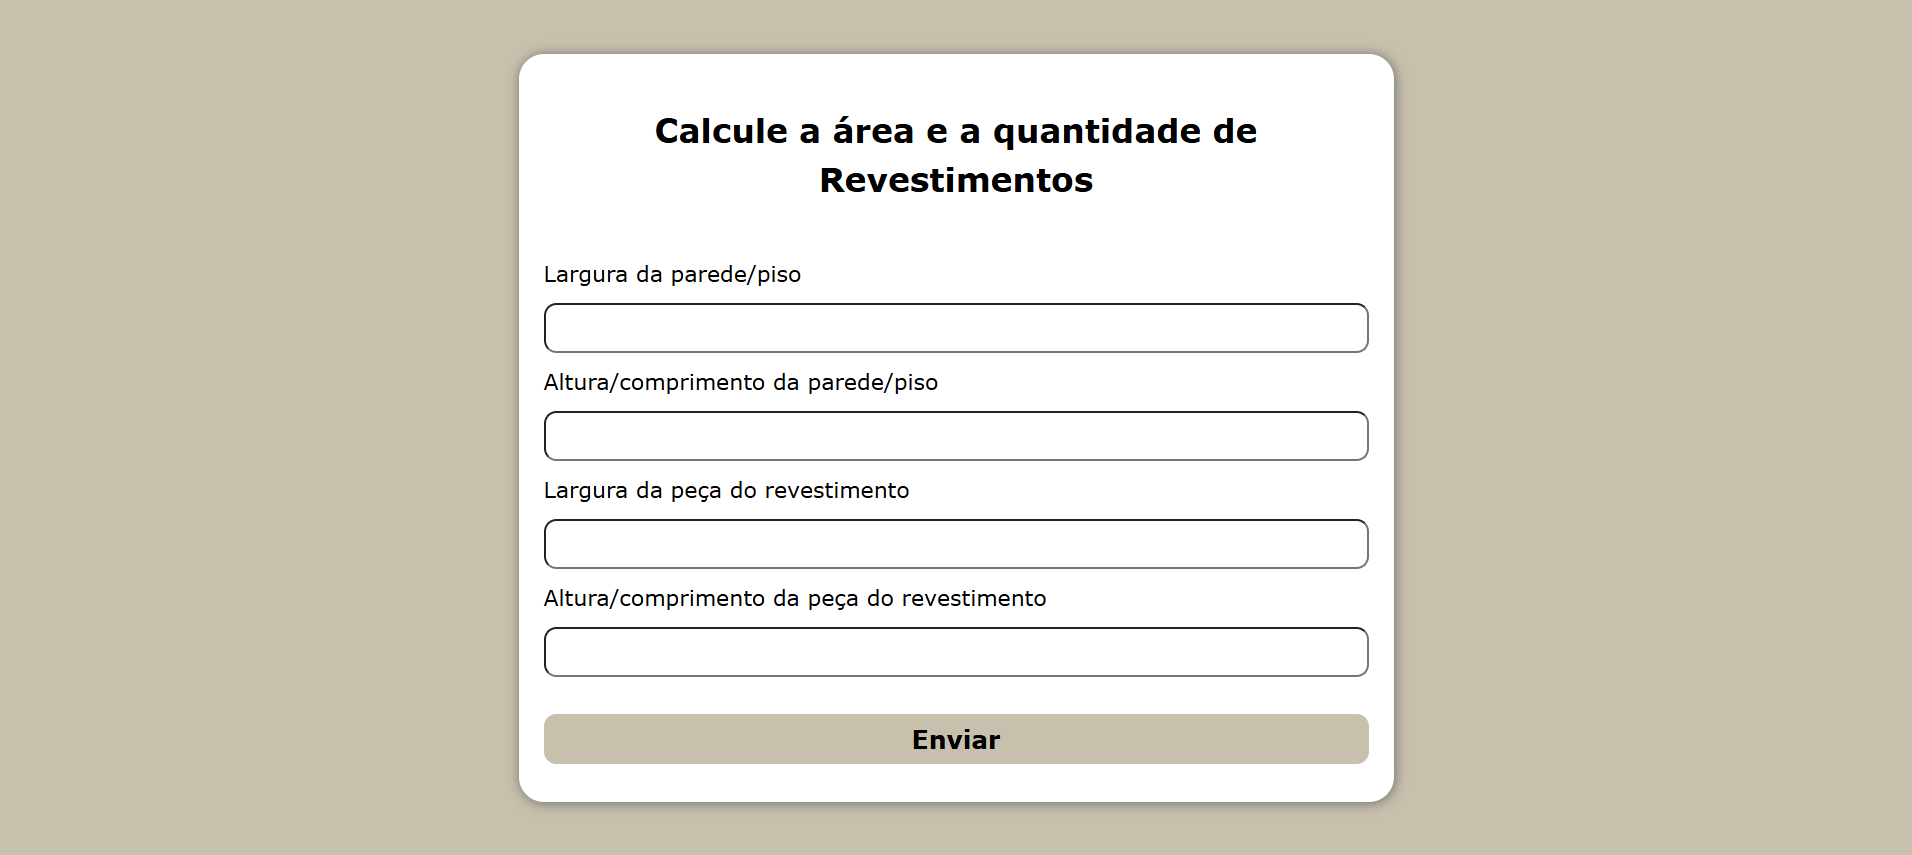 Calcule a área e a quantidade de
Revestimentos
Largura da parede/piso
Altura/comprimento da parede/piso
Largura da peça do revestimento
Altura/comprimento da peça do revestimento
Enviar